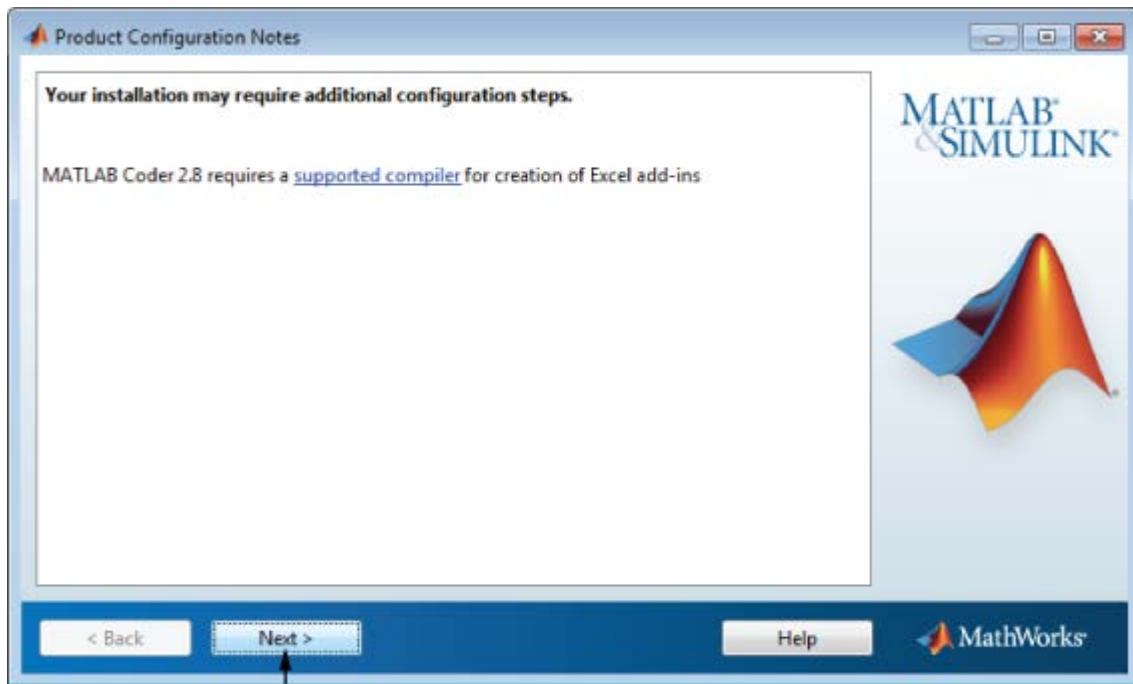 Product Configuration Notes
Your installation may require additional configuration steps.
MATLAB Coder 2.8 requires a supported compiler for creation of Excel add-ins
MATLAB®
&SIMULINK®
< Back
Next >
Help
MathWorks®